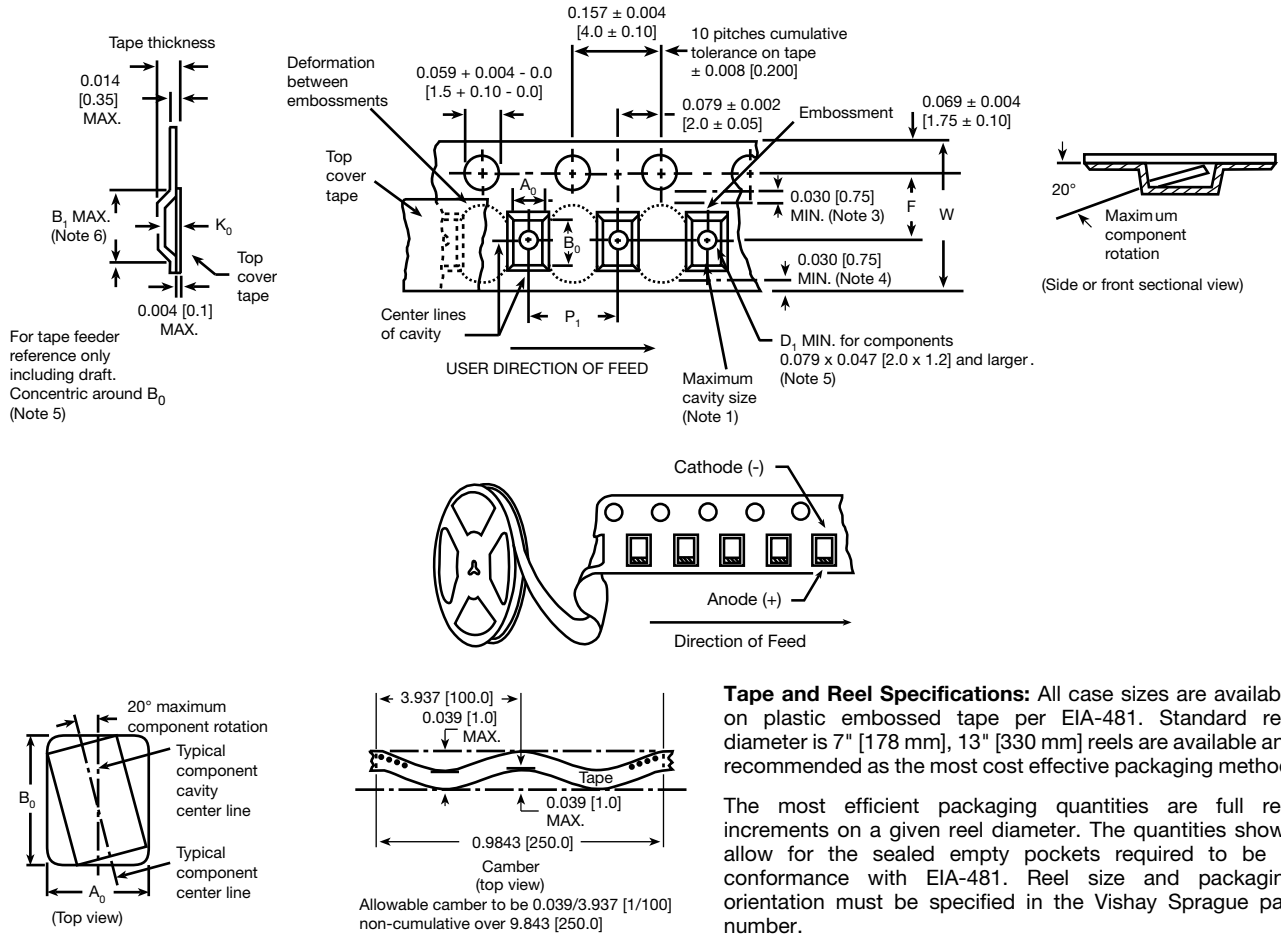 Tape thickness
0.014
[0.35]
MAX.
B1 MAX.
(Note 6)
K0
Top
cover
tape
0.004 [0.1]
MAX.
For tape feeder
reference only
including draft.
Concentric around B0
(Note 5)
Deformation
between
embossments
Top
cover
tape
0.059 + 0.004 - 0.0
[1.5 + 0.10 - 0.0]
0.157 ± 0.004
[4.0 ± 0.10]
10 pitches cumulative
tolerance on tape
± 0.008 [0.200]
0.079 ± 0.002
[2.0 ± 0.05]
Embossment
0.069 ± 0.004
[1.75 ± 0.10]
A0
B0
0.030 [0.75]
MIN. (Note 3)
F
W
0.030 [0.75]
MIN. (Note 4)
Center lines
of cavity
P1
USER DIRECTION OF FEED
Maximum
cavity size
(Note 1)
D1 MIN. for components
0.079 x 0.047 [2.0 x 1.2] and larger.
(Note 5)
20°
Maximum
component
rotation
(Side or front sectional view)
Cathode (-)
Anode (+)
Direction of Feed
20° maximum
component rotation
Typical
component
cavity
center line
B0
Typical
component
center line
A0
(Top view)
3.937 [100.0]
0.039 [1.0]
MAX.
Tape
0.039 [1.0]
MAX.
0.9843 [250.0]
Camber
(top view)
Allowable camber to be 0.039/3.937 [1/100]
non-cumulative over 9.843 [250.0]
Tape and Reel Specifications: All case sizes are availab
on plastic embossed tape per EIA-481. Standard re
diameter is 7" [178 mm], 13" [330 mm] reels are available an
recommended as the most cost effective packaging metho
The most efficient packaging quantities are full re
increments on a given reel diameter. The quantities show
allow for the sealed empty pockets required to be
conformance with EIA-481. Reel size and packagin
orientation must be specified in the Vishay Sprague pa
number.